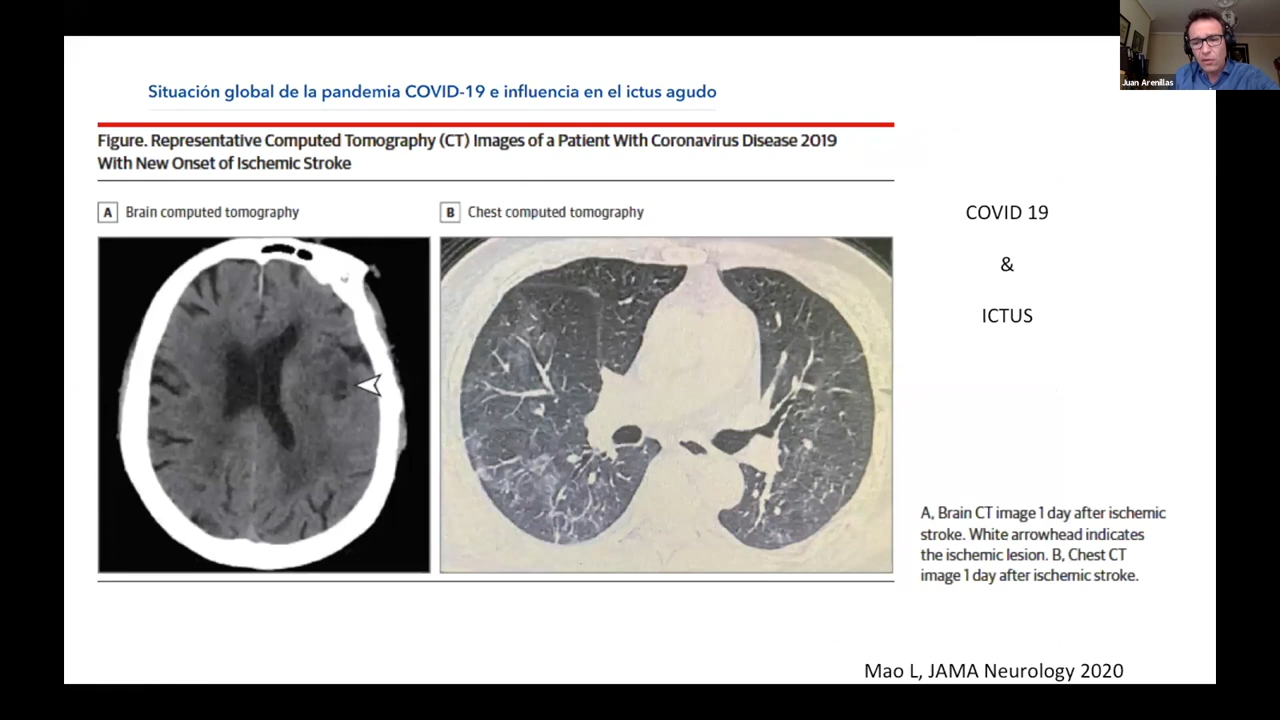 Juan Arenillas
Situación global de la pandemia COVID-19 e influencia en el ictus agudo
Figure. Representative Computed Tomography (CT) Images of a Patient With Coronavirus Disease 2019
With New Onset of Ischemic Stroke
A Brain computed tomography
B Chest computed tomography
COVID 19
&
ICTUS
A, Brain CT image 1 day after ischemic
stroke. White arrowhead indicates
the ischemic lesion. B, Chest CT
image 1 day after ischemic stroke.
Mao L, JAMA Neurology 2020